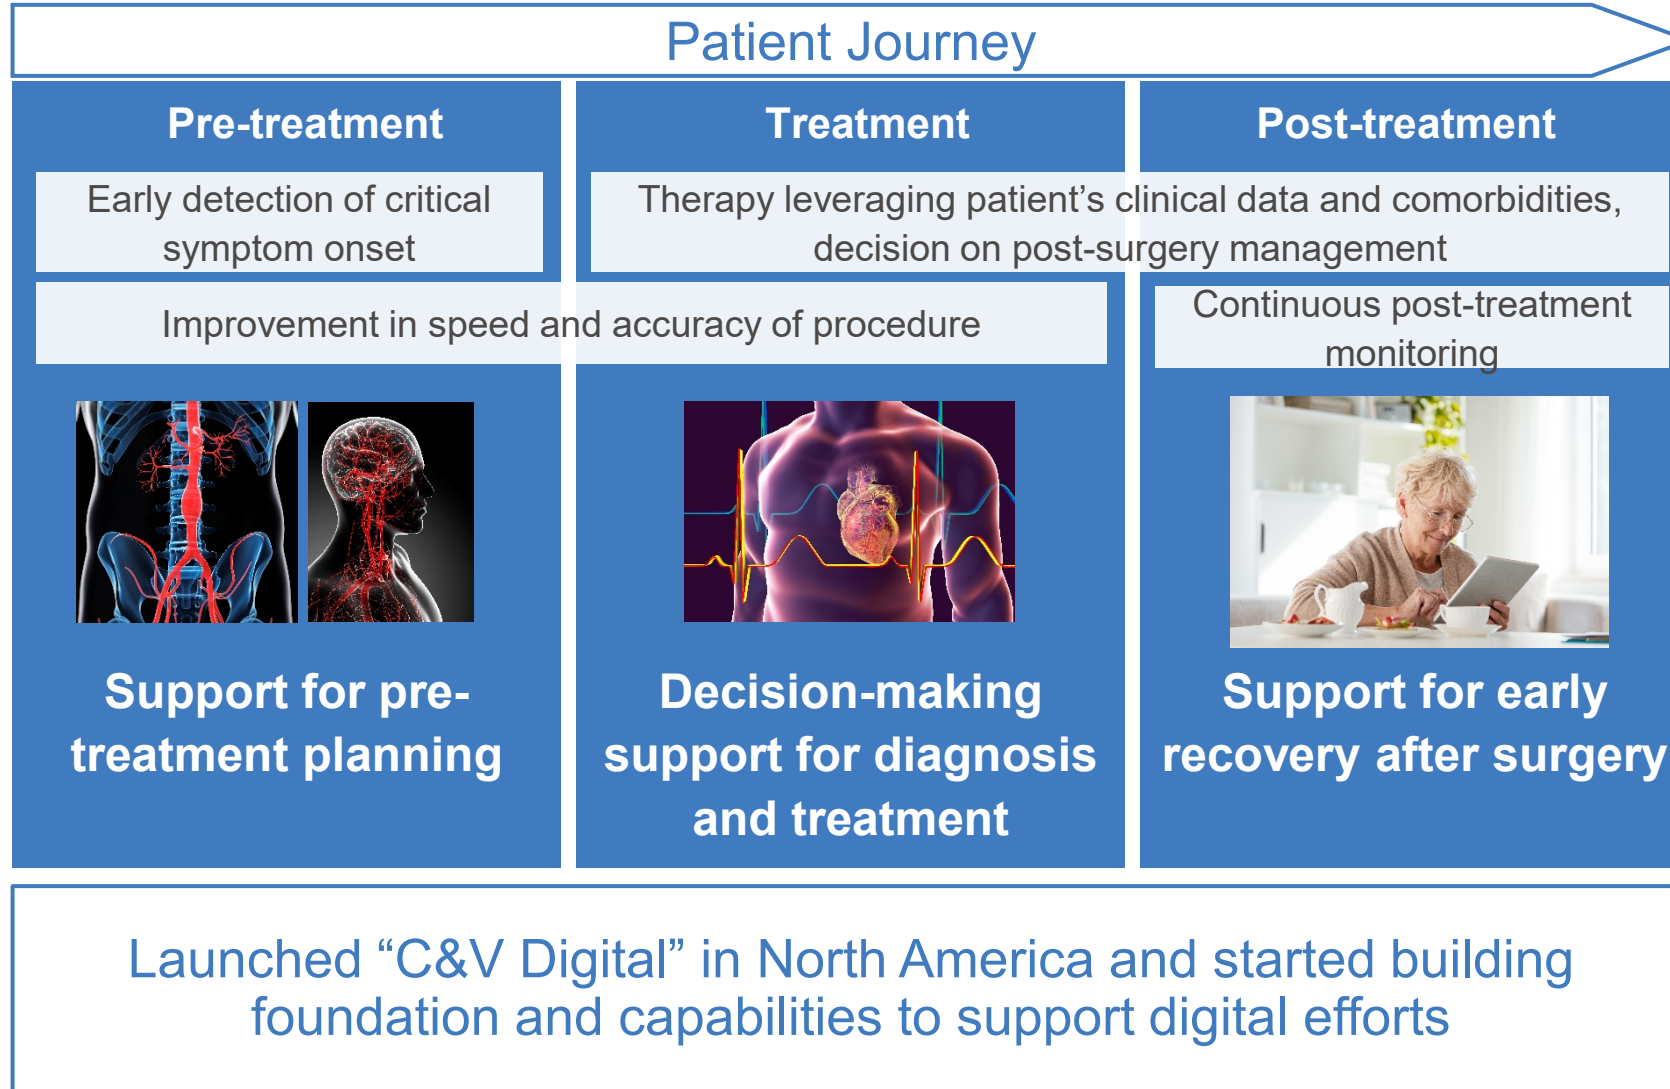 Patient Journey
Pre-treatment
Treatment
Post-treatment
Early detection of critical
symptom onset
Therapy leveraging patient’s clinical data and comorbidities,
decision on post-surgery management
Improvement in speed and accuracy of procedure
Continuous post-treatment
monitoring
Support for pre-
treatment planning
Decision-making
support for diagnosis
and treatment
Support for early
recovery after surgery
Launched “C&V Digital” in North America and started building
foundation and capabilities to support digital efforts